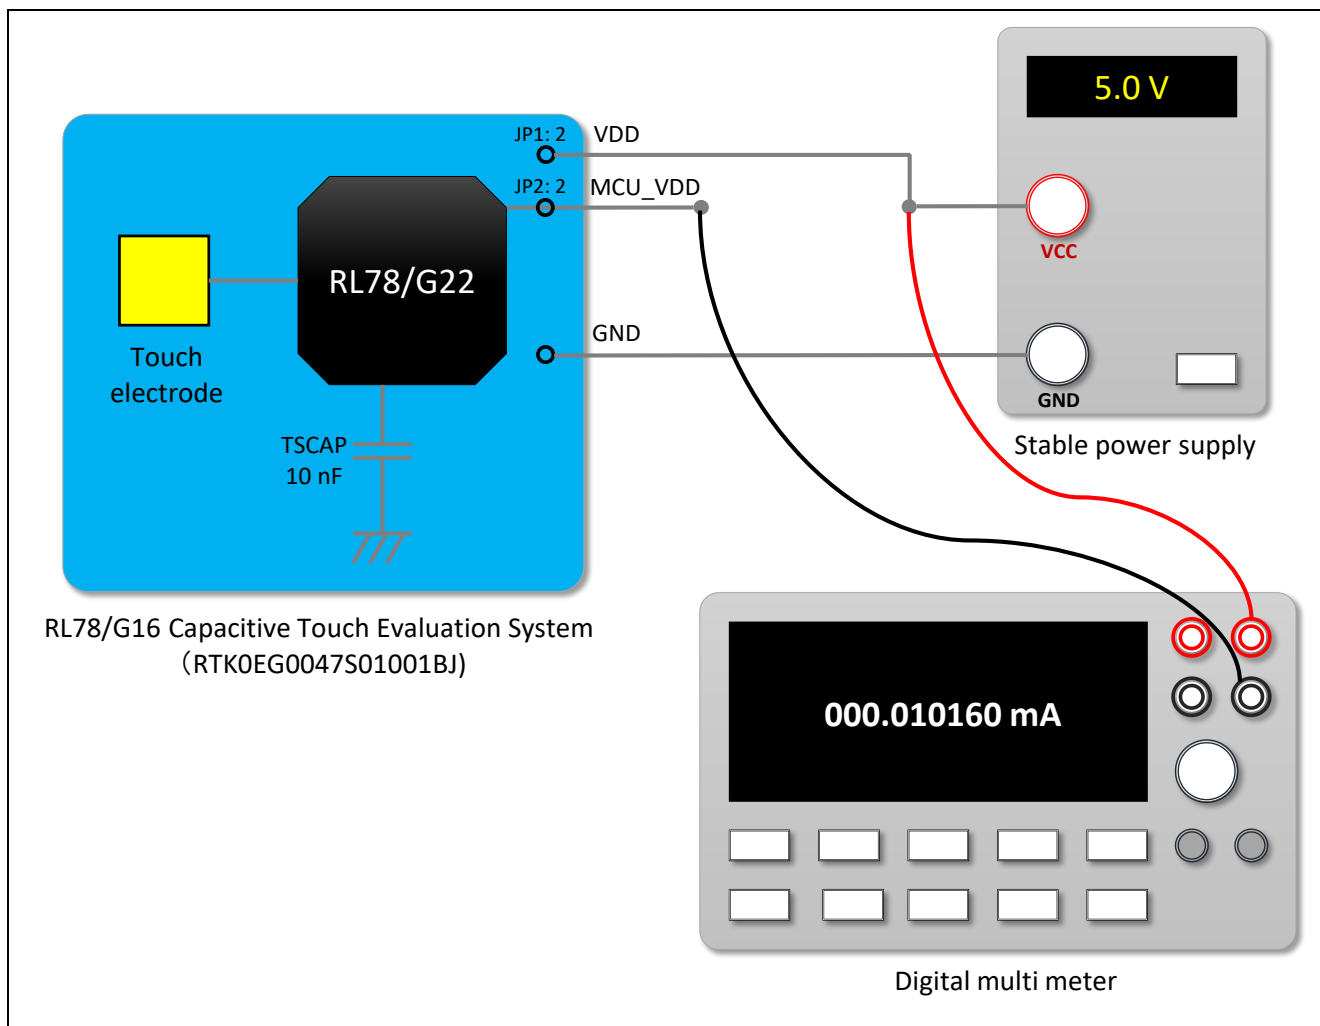 5.0 V
VCC
GND
Stable power supply
JP1: 2 VDD
JP2: 2 MCU_VDD
GND
RL78/G22
Touch
electrode
TSCAP
10 nF
RL78/G16 Capacitive Touch Evaluation System
（RTK0EG0047S01001BJ)
000.010160 mA
Digital multi meter